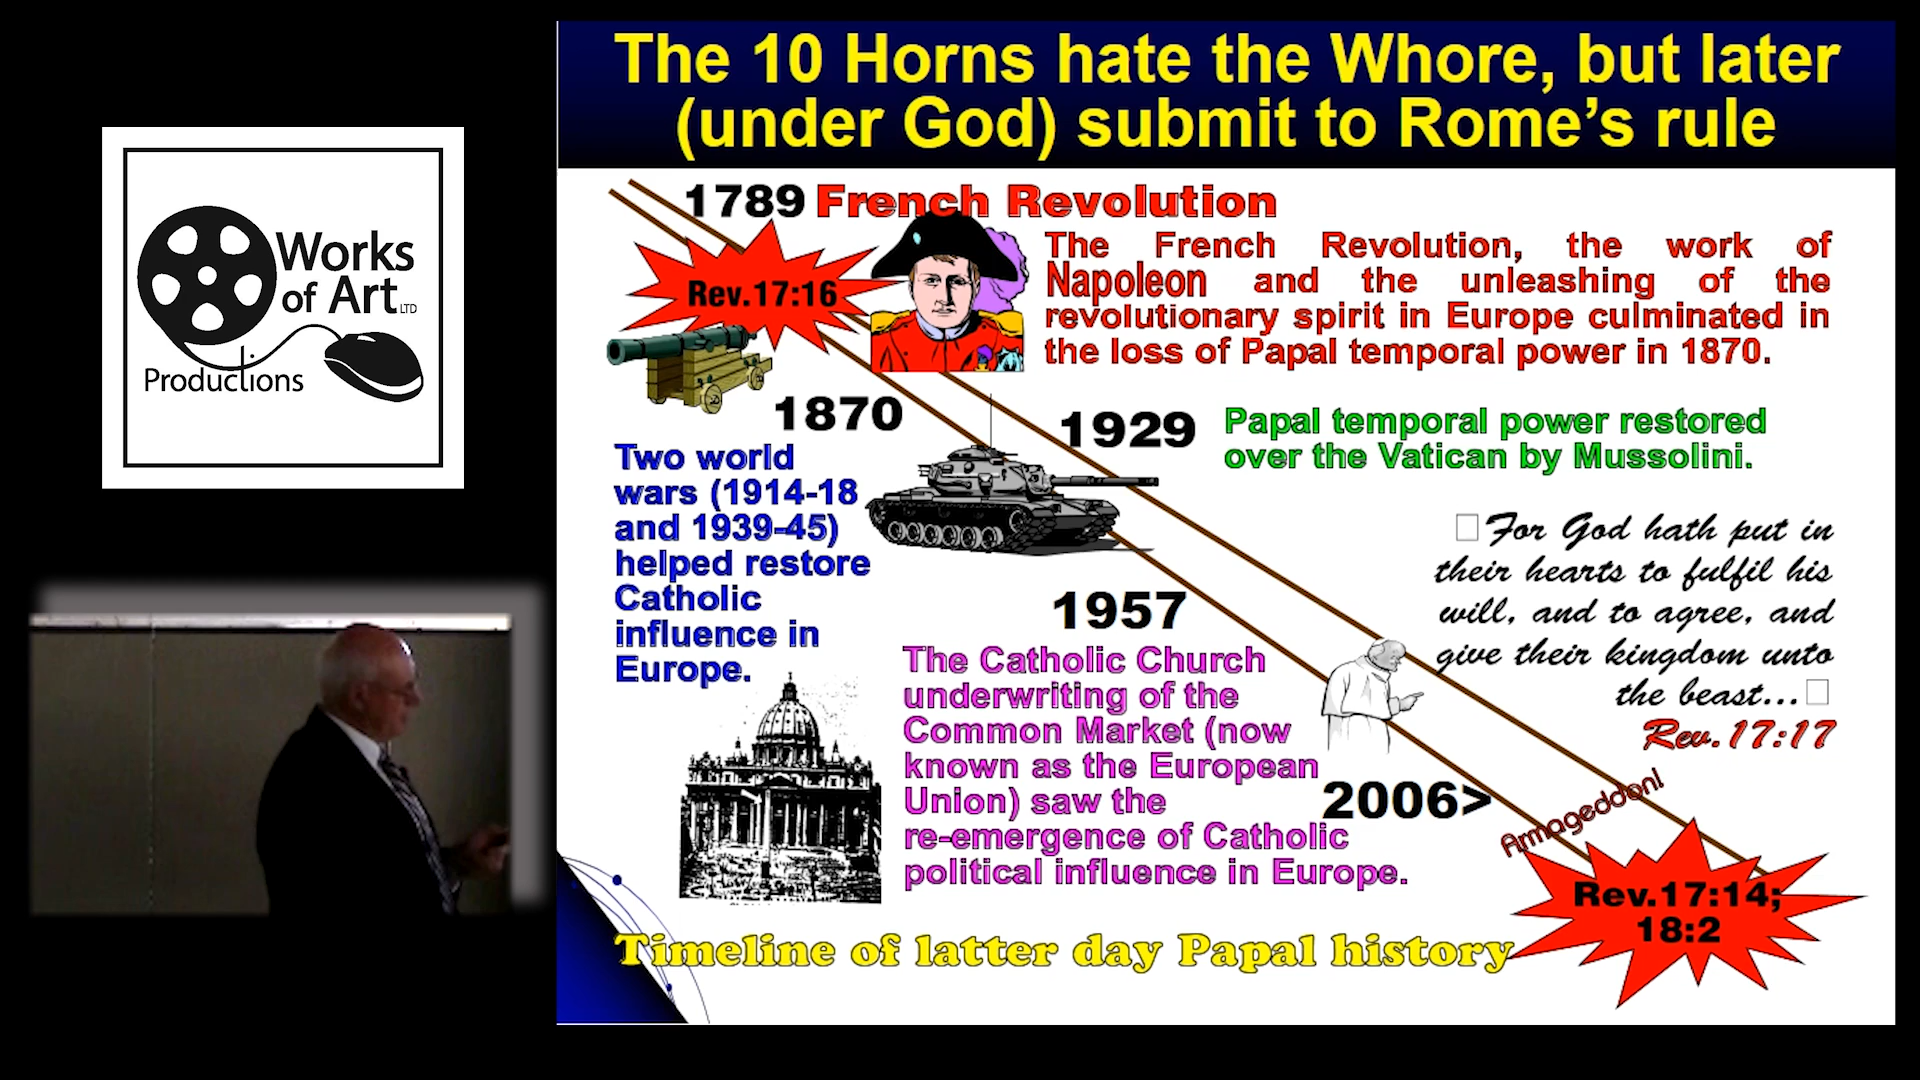 The 10 Horns hate the Whore, but later
(under God) submit to Rome's rule
Works
of Art LTD
Productions
1789 French Revolution
Rev.17:16
The French Revolution, the work of
Napoleon and the unleashing of the
revolutionary spirit in Europe culminated in
the loss of Papal temporal power in 1870.
1870
Two world
wars (1914-18
and 1939-45)
helped restore
Catholic
influence in
Europe.
1929
Papal temporal power restored
over the Vatican by Mussolini.
For God hath put in
their hearts to fulfil his
will, and to agree, and
give their kingdom unto
the beast...
Rev.17:17
1957
The Catholic Church
underwriting of the
Common Market (now
known as the European
Union) saw the
re-emergence of Catholic
political influence in Europe.
2006>
Armageddon!
Rev.17:14;
18:2
Timeline of latter day Papal history